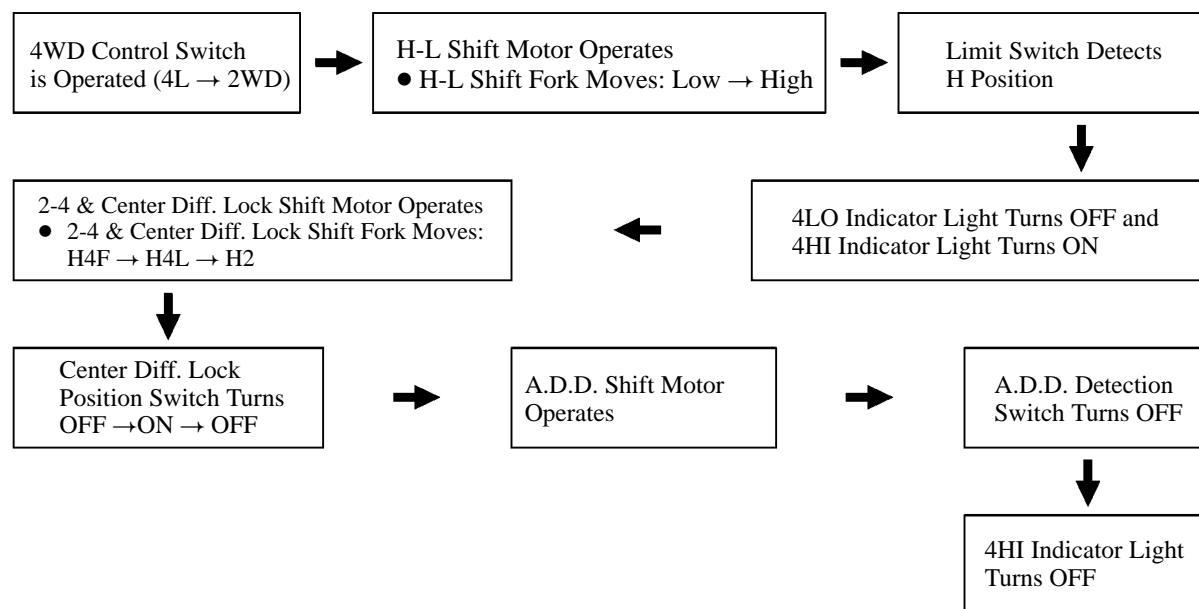 4WD Control Switch
is Operated (4L → 2WD)
H-L Shift Motor Operates
● H-L Shift Fork Moves: Low → High
Limit Switch Detects
H Position
4LO Indicator Light Turns OFF and
4HI Indicator Light Turns ON
2-4 & Center Diff. Lock Shift Motor Operates
● 2-4 & Center Diff. Lock Shift Fork Moves:
H4F → H4L → H2
Center Diff. Lock
Position Switch Turns
OFF →ON → OFF
A.D.D. Shift Motor
Operates
A.D.D. Detection
Switch Turns OFF
4HI Indicator Light
Turns OFF